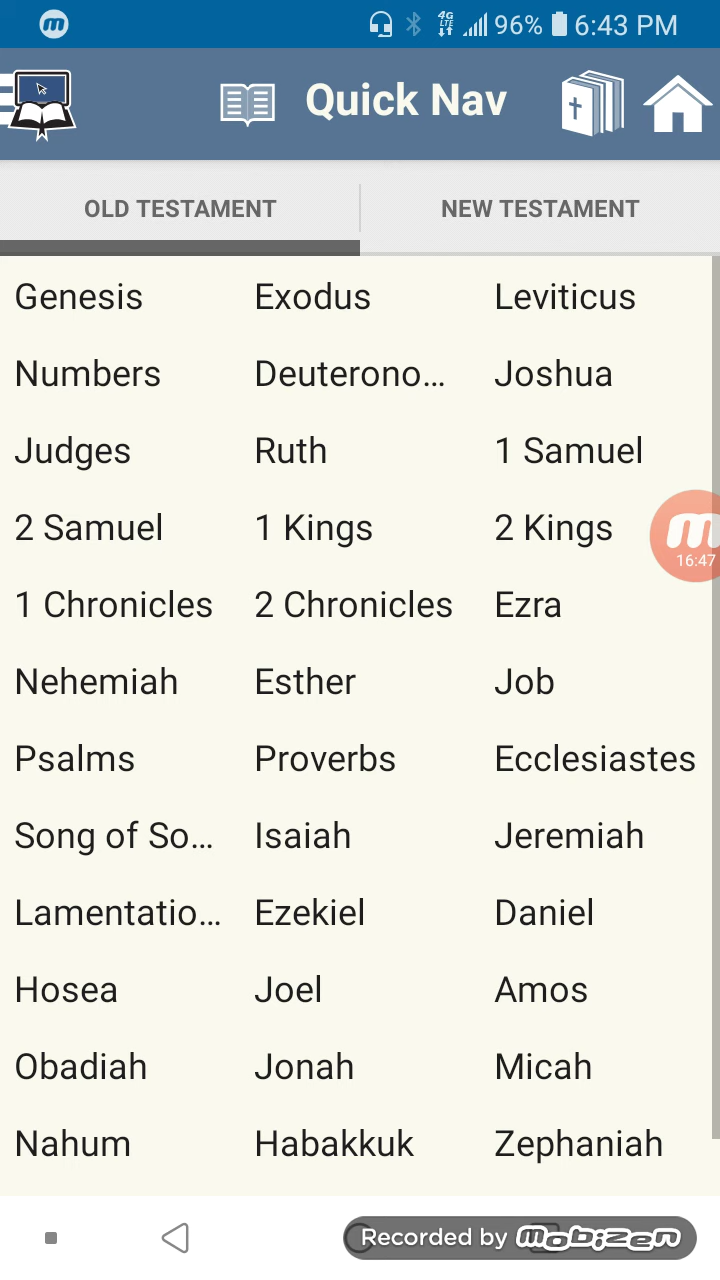 4G LTE 96% 6:43 PM
Quick Nav
OLD TESTAMENT NEW TESTAMENT
Genesis Exodus Leviticus
Numbers Deuterono... Joshua
Judges Ruth 1 Samuel
2 Samuel 1 Kings 2 Kings
16:47
1 Chronicles 2 Chronicles Ezra
Nehemiah Esther Job
Psalms Proverbs Ecclesiastes
Song of So... Isaiah Jeremiah
Lamentatio... Ezekiel Daniel
Hosea Joel Amos
Obadiah Jonah Micah
Nahum Habakkuk Zephaniah
Recorded by mobizen